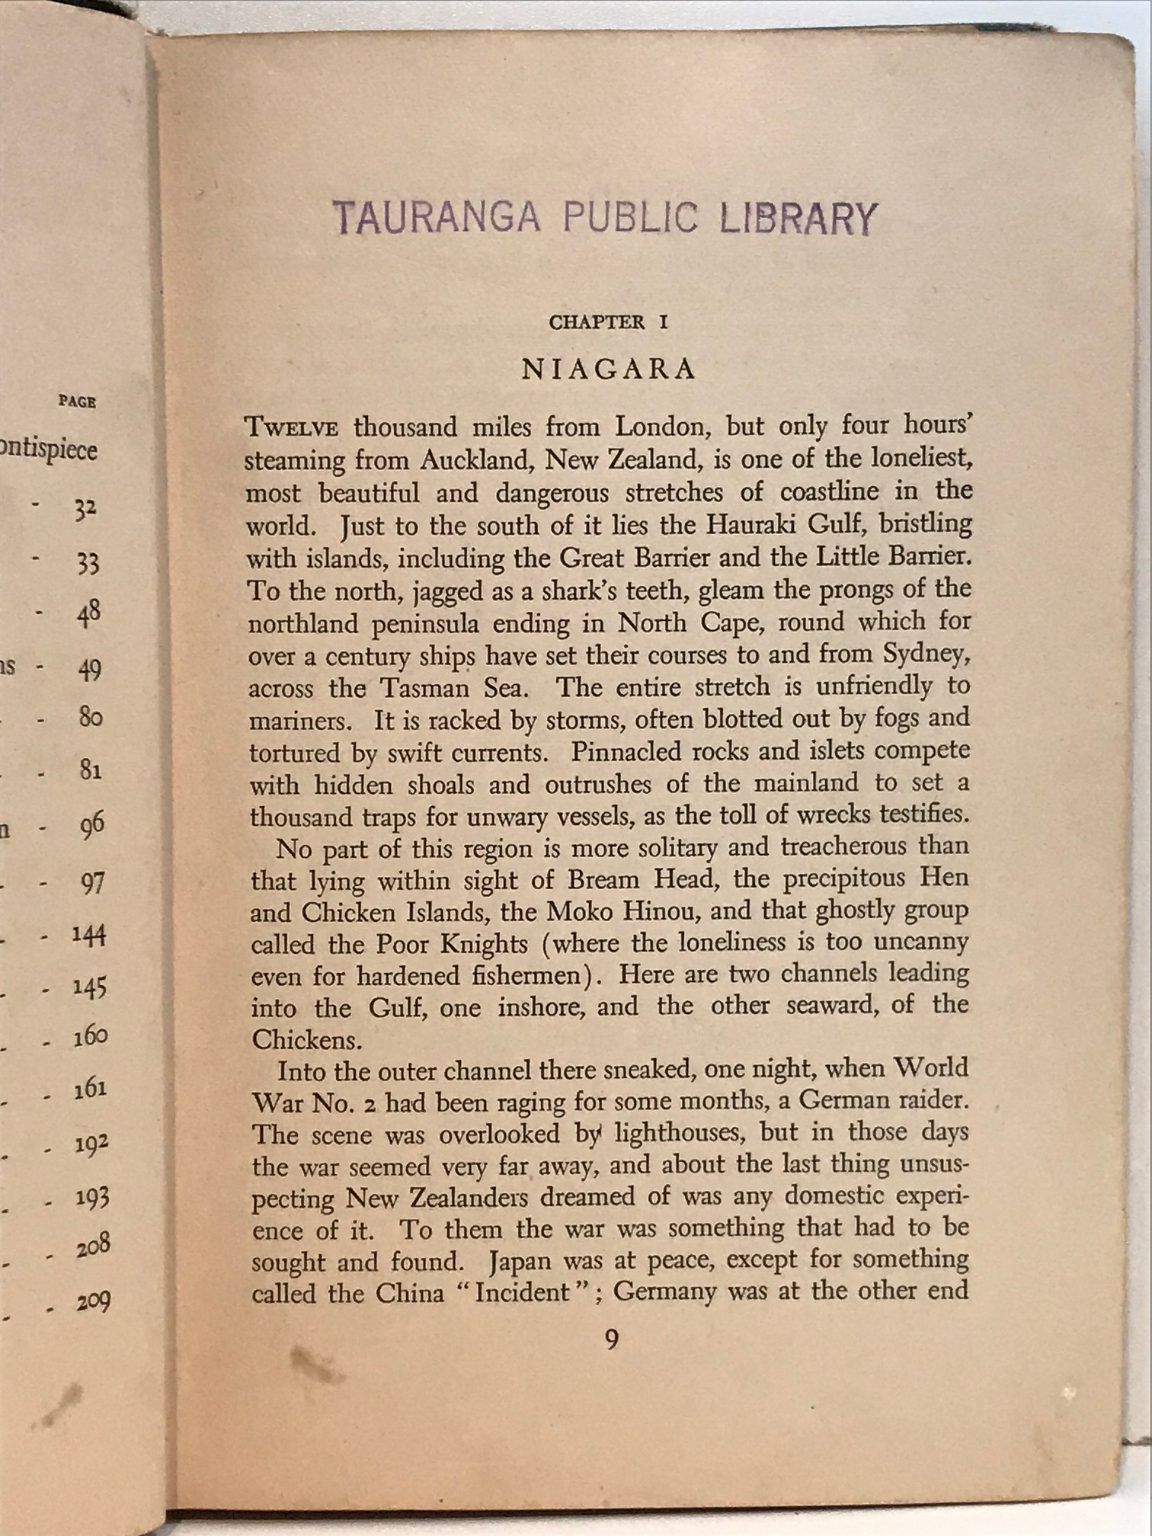 PAGE
ontispiece
- 32
- 33
- 48
ns - 49
- 80
- 81
n - 96
- 97
- 144
- 145
- 160
- 161
- 192
- 193
- 208
- 209
TAURANGA PUBLIC LIBRARY
CHAPTER I
NIAGARA
TWELVE thousand miles from London, but only four hours'
steaming from Auckland, New Zealand, is one of the loneliest,
most beautiful and dangerous stretches of coastline in the
world. Just to the south of it lies the Hauraki Gulf, bristling
with islands, including the Great Barrier and the Little Barrier.
To the north, jagged as a shark's teeth, gleam the prongs of the
northland peninsula ending in North Cape, round which for
over a century ships have set their courses to and from Sydney,
across the Tasman Sea. The entire stretch is unfriendly to
mariners. It is racked by storms, often blotted out by fogs and
tortured by swift currents. Pinnacled rocks and islets compete
with hidden shoals and outrushes of the mainland to set a
thousand traps for unwary vessels, as the toll of wrecks testifies.
No part of this region is more solitary and treacherous than
that lying within sight of Bream Head, the precipitous Hen
and Chicken Islands, the Moko Hinou, and that ghostly group
called the Poor Knights (where the loneliness is too uncanny
even for hardened fishermen). Here are two channels leading
into the Gulf, one inshore, and the other seaward, of the
Chickens.
Into the outer channel there sneaked, one night, when World
War No. 2 had been raging for some months, a German raider.
The scene was overlooked by lighthouses, but in those days
the war seemed very far away, and about the last thing unsus-
pecting New Zealanders dreamed of was any domestic experi-
ence of it. To them the war was something that had to be
sought and found. Japan was at peace, except for something
called the China "Incident"; Germany was at the other end
9